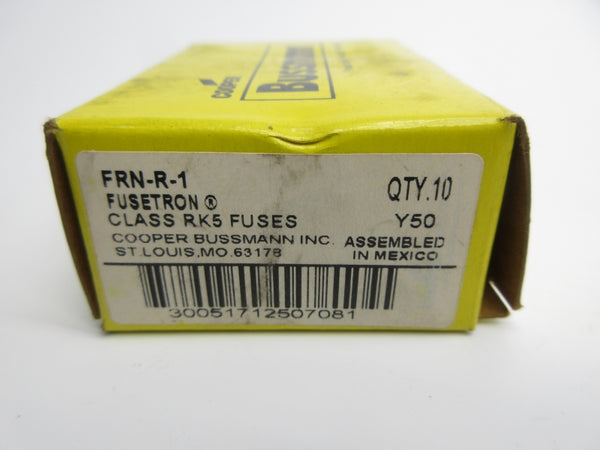 COOPER BUSSMANN
FRN-R-1 QTY.10
FUSETRON ®
CLASS RK5 FUSES Y50
COOPER BUSSMANN INC. ASSEMBLED
ST.LOUIS,MO.63178 IN MEXICO
30051712507081